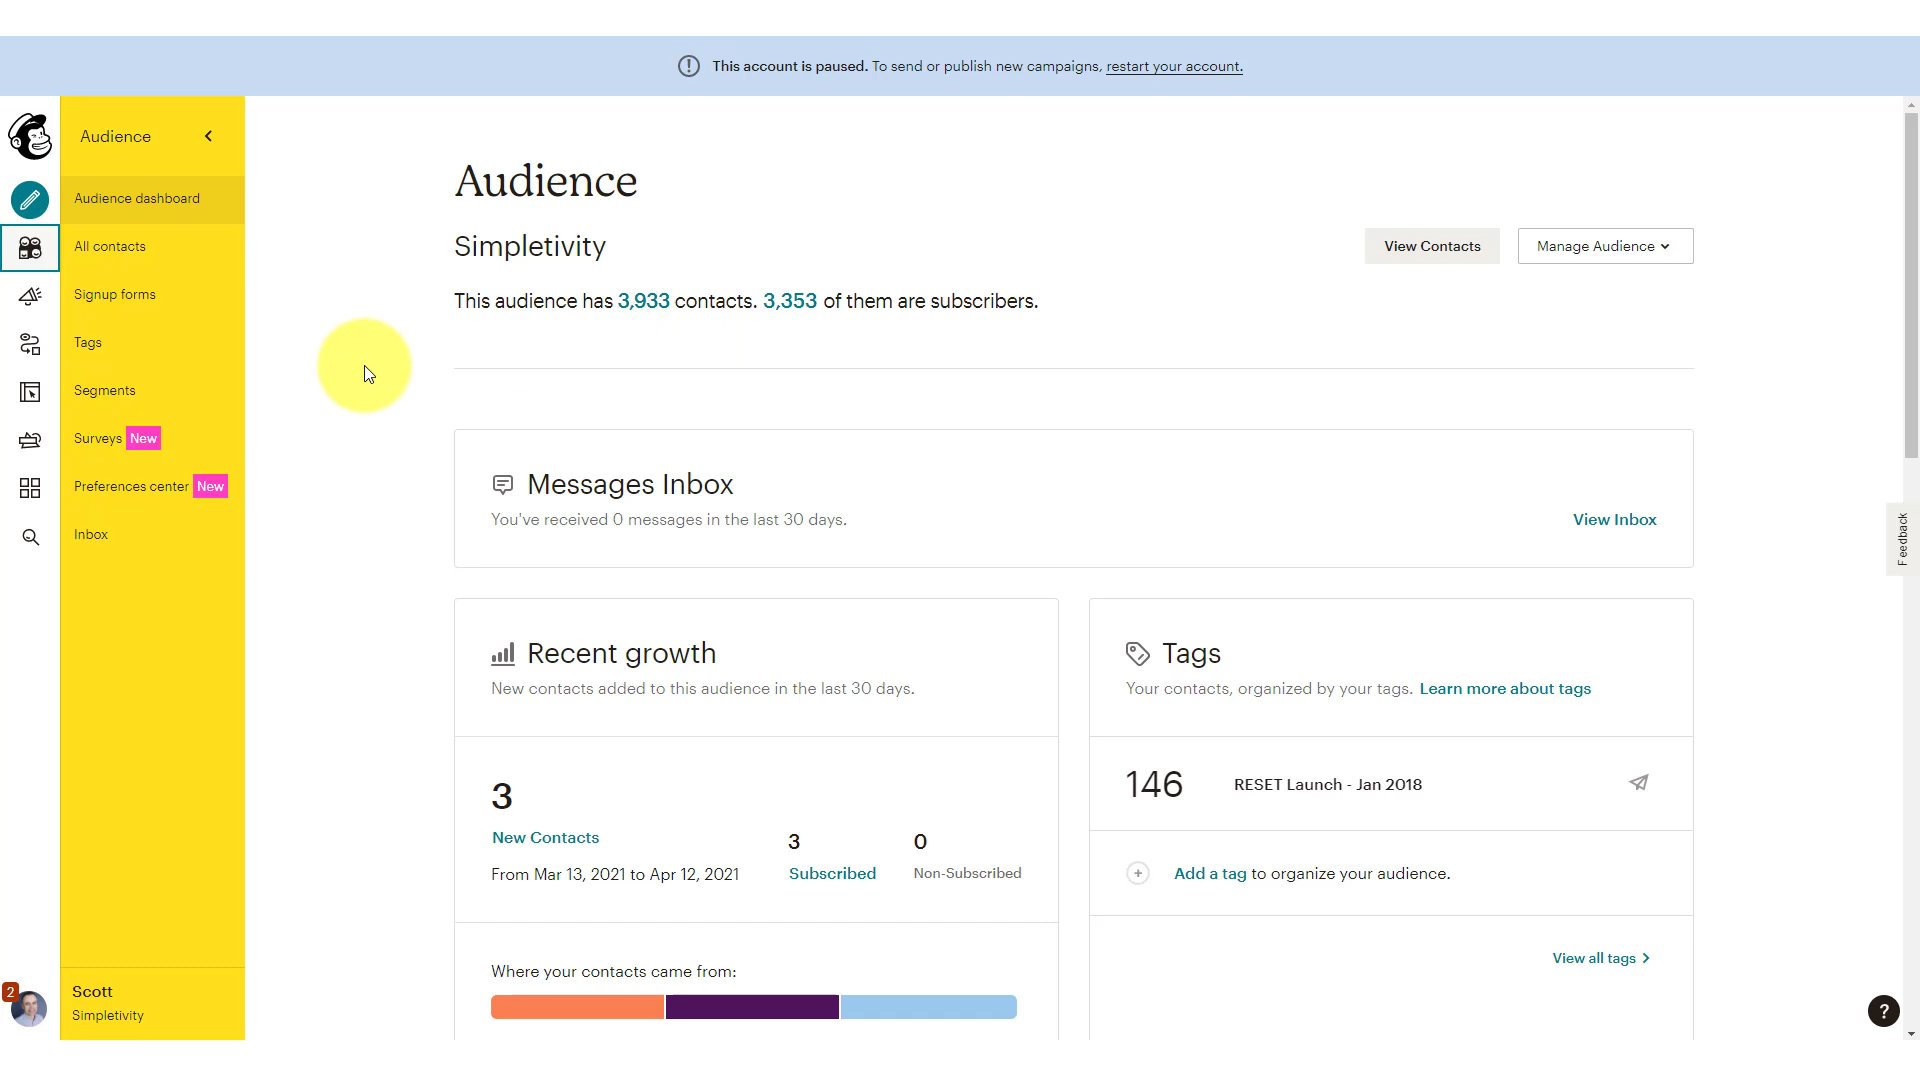 This account is paused. To send or publish new campaigns, restart your account.
Audience
Audience dashboard
All contacts
Signup forms
Tags
Segments
Surveys New
Preferences center New
Inbox
2
Scott
Simpletivity
Audience
Simpletivity
View Contacts
Manage Audience
This audience has 3,933 contacts. 3,353 of them are subscribers.
Messages Inbox
You've received 0 messages in the last 30 days.
View Inbox
Recent growth
New contacts added to this audience in the last 30 days.
3
New Contacts
From Mar 13, 2021 to Apr 12, 2021
3
Subscribed
0
Non-Subscribed
Where your contacts came from:
Tags
Your contacts, organized by your tags. Learn more about tags
146 RESET Launch - Jan 2018
Add a tag to organize your audience.
View all tags
Feedback
?